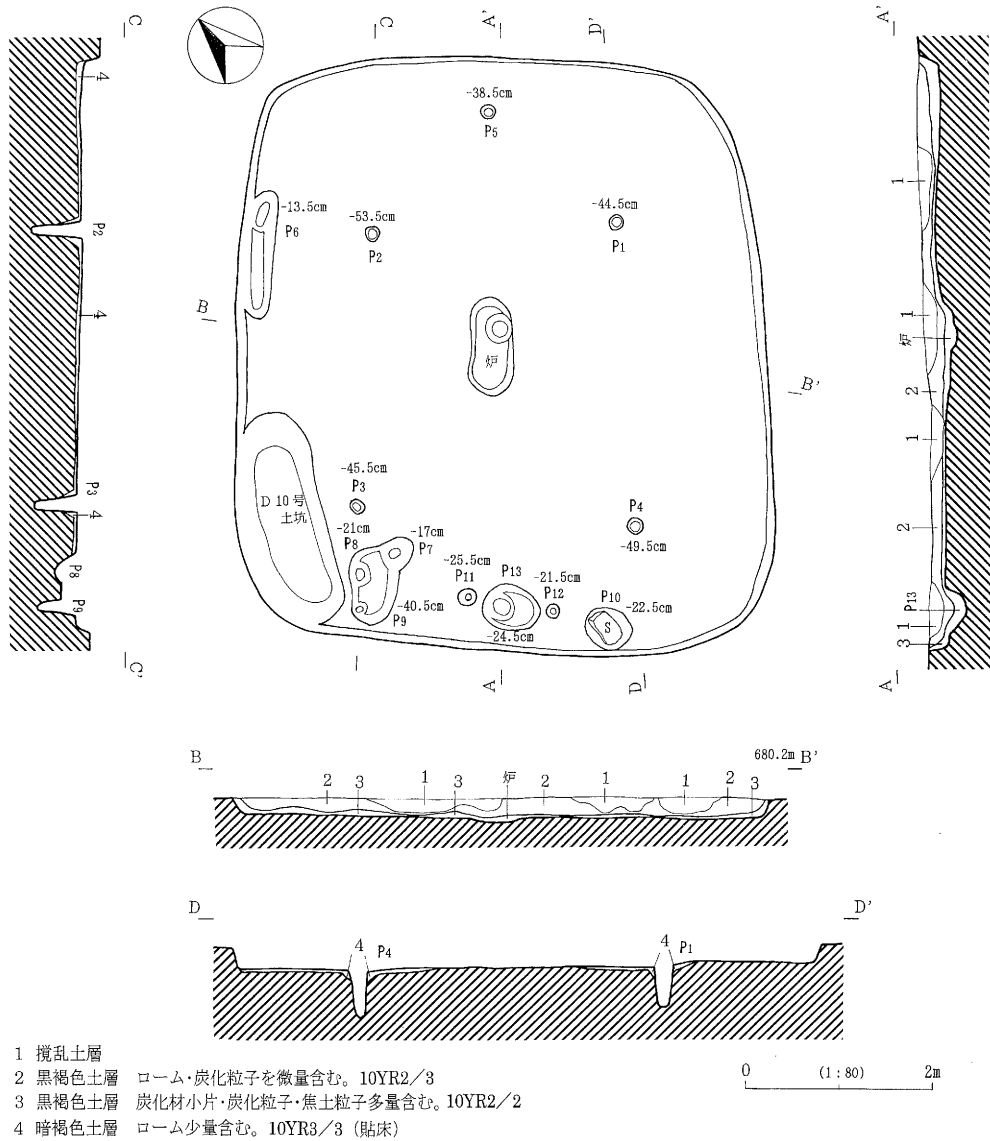 C
C
A'
D'
A'
4
P2
4
P3
4
P8
P9
C'
-38.5cm
P5
-13.5cm
P6
-53.5cm
P2
-44.5cm
P1
B
炉
B'
D 10号
土坑
-45.5cm
P3
-21cm
P8
-17cm
P7
-40.5cm
P9
-25.5cm
P11
P13
-24.5cm
-21.5cm
P12
P10
-22.5cm
S
P4
-49.5cm
A
D
1
1
炉
2
1
2
P13
1
3
A
B
680.2m B'
2 3 1 3 炉 2 1 1 2 3
D
D'
4 P4
4 P1
1 攪乱土層
2 黒褐色土層 ローム・炭化粒子を微量含む。10YR2/3
3 黒褐色土層 炭化材小片・炭化粒子・焦土粒子多量含む。10YR2/2
4 暗褐色土層 ローム少量含む。10YR3/3 (貼床)
0 (1:80) 2m